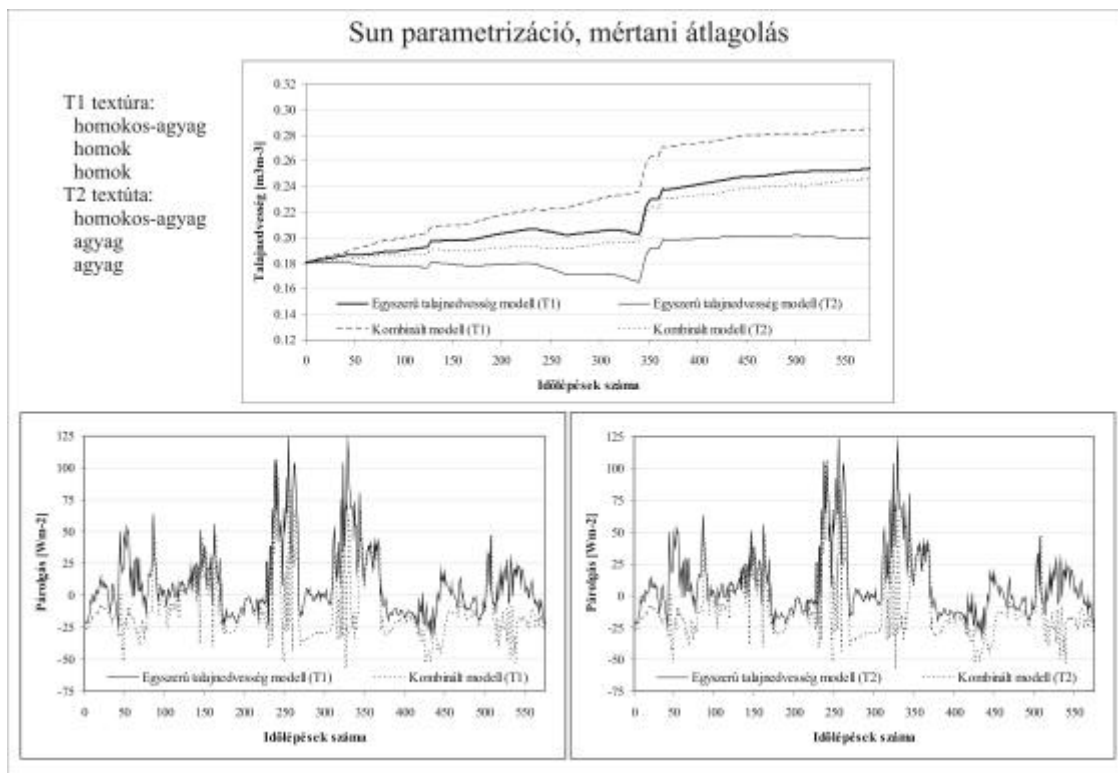 Sun parametrizáció, mértani átlagolás
T1 textúra:
homokos-agyag
homok
homok
T2 textúta:
homokos-agyag
agyag
agyag
Talajnedvesség [m3m-3]
0.32
0.30
0.28
0.26
0.24
0.22
0.20
0.18
0.16
0.14
0.12
Egyszerű talajnedvesség modell (T1)
Egyszerű talajnedvesség modell (T2)
Kombinált modell (T1)
Kombinált modell (T2)
0 50 100 150 200 250 300 350 400 450 500 550
Időlépések száma
Párolgás [Wm-2]
125
100
75
50
25
0
-25
-50
-75
Egyszerű talajnedvesség modell (T1)
Kombinált modell (T1)
0 50 100 150 200 250 300 350 400 450 500 550
Időlépések száma
Párolgás [Wm-2]
125
100
75
50
25
0
-25
-50
-75
Egyszerű talajnedvesség modell (T2)
Kombinált modell (T2)
0 50 100 150 200 250 300 350 400 450 500 550
Időlépések száma